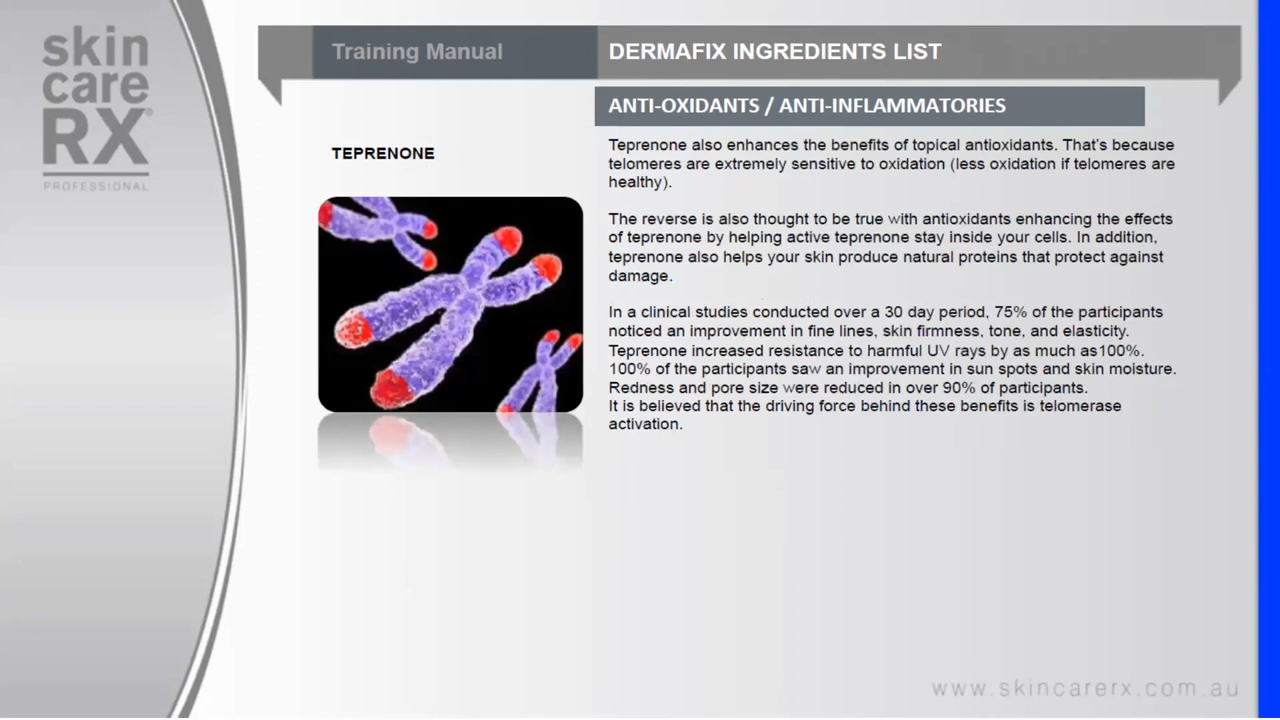 skin
care
RX®
PROFESSIONAL
Training Manual
DERMAFIX INGREDIENTS LIST
ANTI-OXIDANTS / ANTI-INFLAMMATORIES
TEPRENONE
Teprenone also enhances the benefits of topical antioxidants. That's because
telomeres are extremely sensitive to oxidation (less oxidation if telomeres are
healthy).
The reverse is also thought to be true with antioxidants enhancing the effects
of teprenone by helping active teprenone stay inside your cells. In addition,
teprenone also helps your skin produce natural proteins that protect against
damage.
In a clinical studies conducted over a 30 day period, 75% of the participants
noticed an improvement in fine lines, skin firmness, tone, and elasticity.
Teprenone increased resistance to harmful UV rays by as much as100%.
100% of the participants saw an improvement in sun spots and skin moisture.
Redness and pore size were reduced in over 90% of participants.
It is believed that the driving force behind these benefits is telomerase
activation.
www.skincarerx.com.au